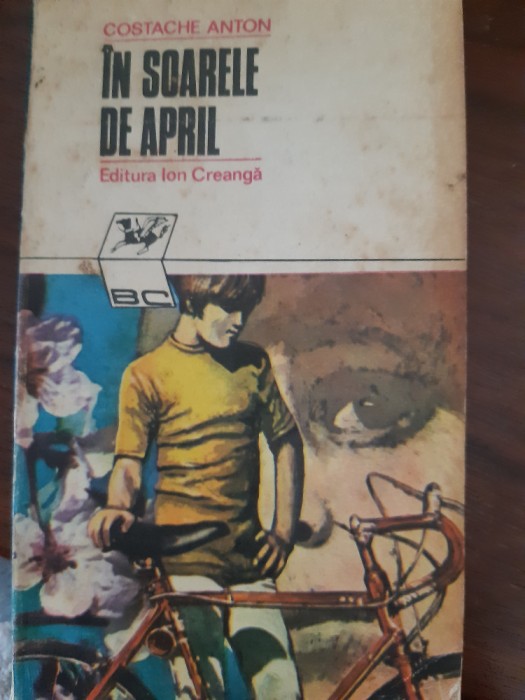 COSTACHE ANTON
ÎN SOARELE
DE APRIL
Editura Ion Creangă
BC